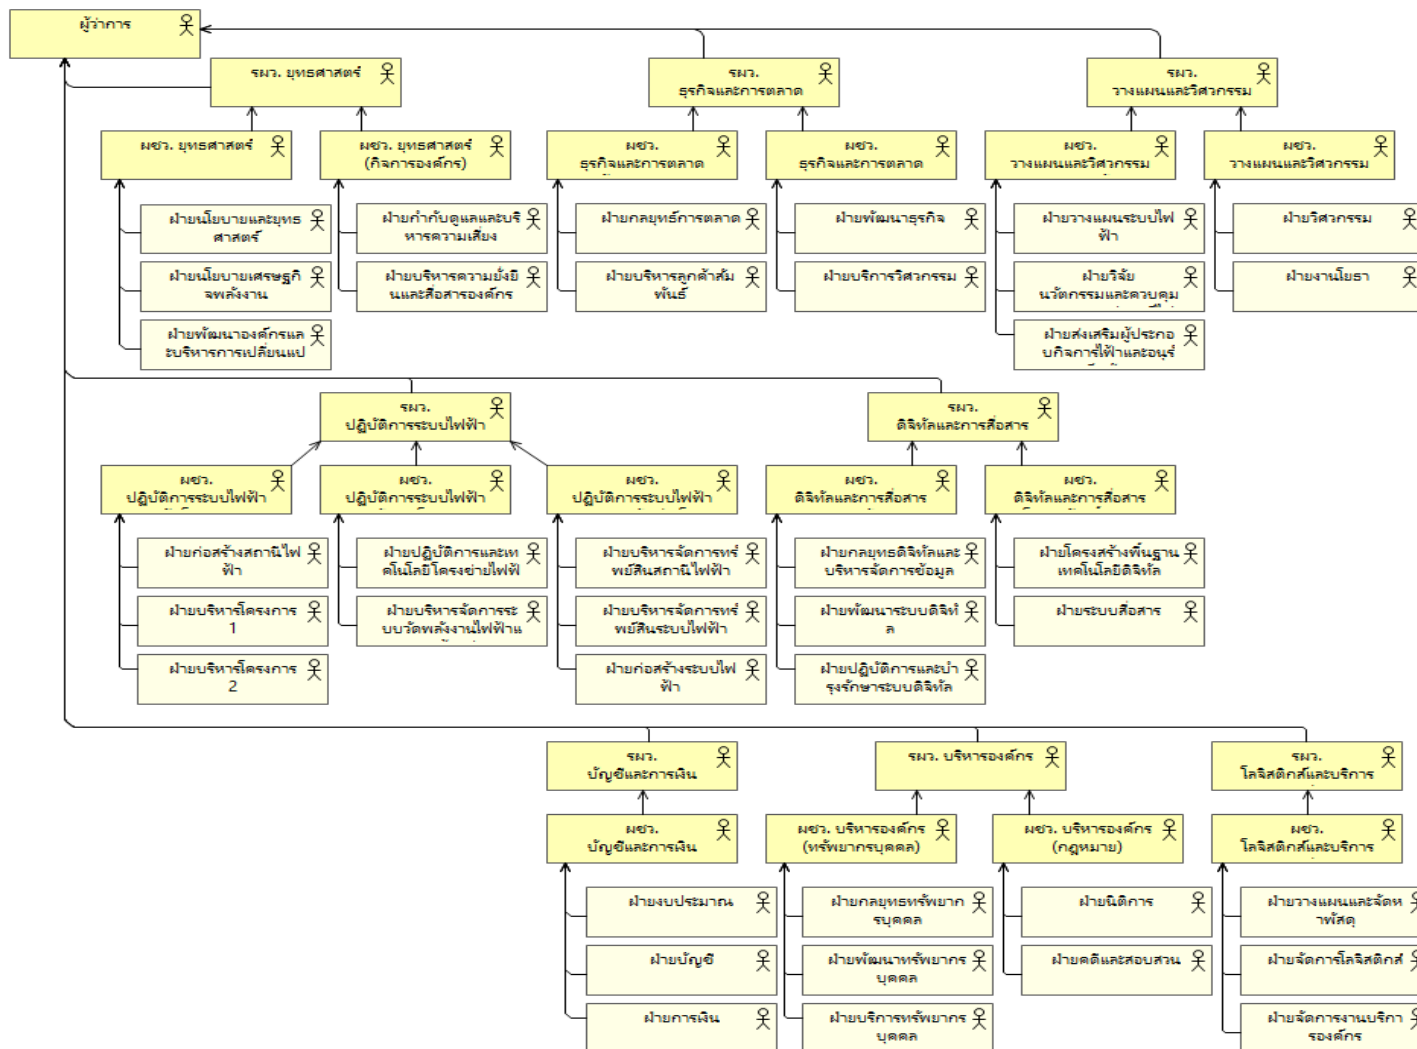 ผู้ว่าการ
รผว. ยุทธศาสตร์
รผว.
ธุรกิจและการตลาด
รผว.
วางแผนและวิศวกรรม
ผชว. ยุทธศาสตร์
ผชว. ยุทธศาสตร์
(กิจการองค์กร)
ผชว.
ธุรกิจและการตลาด
ผชว.
ธุรกิจและการตลาด
ผชว.
วางแผนและวิศวกรรม
ผชว.
วางแผนและวิศวกรรม
ฝ่ายนโยบายและยุทธ
ศาสตร์
ฝ่ายกำกับดูแลและบริ
หารความเสี่ยง
ฝ่ายกลยุทธ์การตลาด
ฝ่ายพัฒนาธุรกิจ
ฝ่ายวางแผนระบบไฟ
ฟ้า
ฝ่ายวิศวกรรม
ฝ่ายนโยบายเศรษฐกิ
จพลังงาน
ฝ่ายบริหารความยั่งยื
นและสื่อสารองค์กร
ฝ่ายบริหารลูกค้าสัม
พันธ์
ฝ่ายบริการวิศวกรรม
ฝ่ายวิจัย
นวัตกรรมและควบคุม
ฝ่ายงานโยธา
ฝ่ายพัฒนาองค์กรแล
ะบริหารการเปลี่ยนแป
ฝ่ายส่งเสริมผู้ประกอ
บกิจการไฟ้าและอนุรั
รผว.
ปฏิบัติการระบบไฟฟ้า
รผว.
ดิจิทัลและการสื่อสาร
ผชว.
ปฏิบัติการระบบไฟฟ้า
ผชว.
ปฏิบัติการระบบไฟฟ้า
ผชว.
ปฏิบัติการระบบไฟฟ้า
ผชว.
ดิจิทัลและการสื่อสาร
ผชว.
ดิจิทัลและการสื่อสาร
ฝ่ายก่อสร้างสถานีไฟ
ฟ้า
ฝ่ายปฏิบัติการและเท
คโนโลยีโครงข่ายไฟฟ้
ฝ่ายบริหารจัดการทรั
พย์สินสถานีไฟฟ้า
ฝ่ายกลยุทธดิจิทัลและ
บริหารจัดการข้อมูล
ฝ่ายโครงสร้างพื้นฐาน
เทคโนโลยีดิจิทัล
ฝ่ายบริหารโครงการ
1
ฝ่ายบริหารจัดการระ
บบวัดพลังงานไฟฟ้าแ
ฝ่ายบริหารจัดการทรั
พย์สินระบบไฟฟ้า
ฝ่ายพัฒนาระบบดิจิทั
ล
ฝ่ายระบบสื่อสาร
ฝ่ายบริหารโครงการ
2
ฝ่ายก่อสร้างระบบไฟ
ฟ้า
ฝ่ายปฏิบัติการและบำ
รุงรักษาระบบดิจิทัล
รผว.
บัญชีและการเงิน
รผว. บริหารองค์กร
รผว.
โลจิสติกส์และบริการ
ผชว.
บัญชีและการเงิน
ผชว. บริหารองค์กร
(ทรัพยากรบุคคล)
ผชว. บริหารองค์กร
(กฎหมาย)
ผชว.
โลจิสติกส์และบริการ
ฝ่ายงบประมาณ
ฝ่ายกลยุทธทรัพยาก
รบุคคล
ฝ่ายนิติการ
ฝ่ายวางแผนและจัดห
าพัสดุ
ฝ่ายบัญชี
ฝ่ายพัฒนาทรัพยากร
บุคคล
ฝ่ายคดีและสอบสวน
ฝ่ายจัดการโลจิสติกส์
ฝ่ายการเงิน
ฝ่ายบริการทรัพยากร
บุคคล
ฝ่ายจัดการงานบริกา
รองค์กร